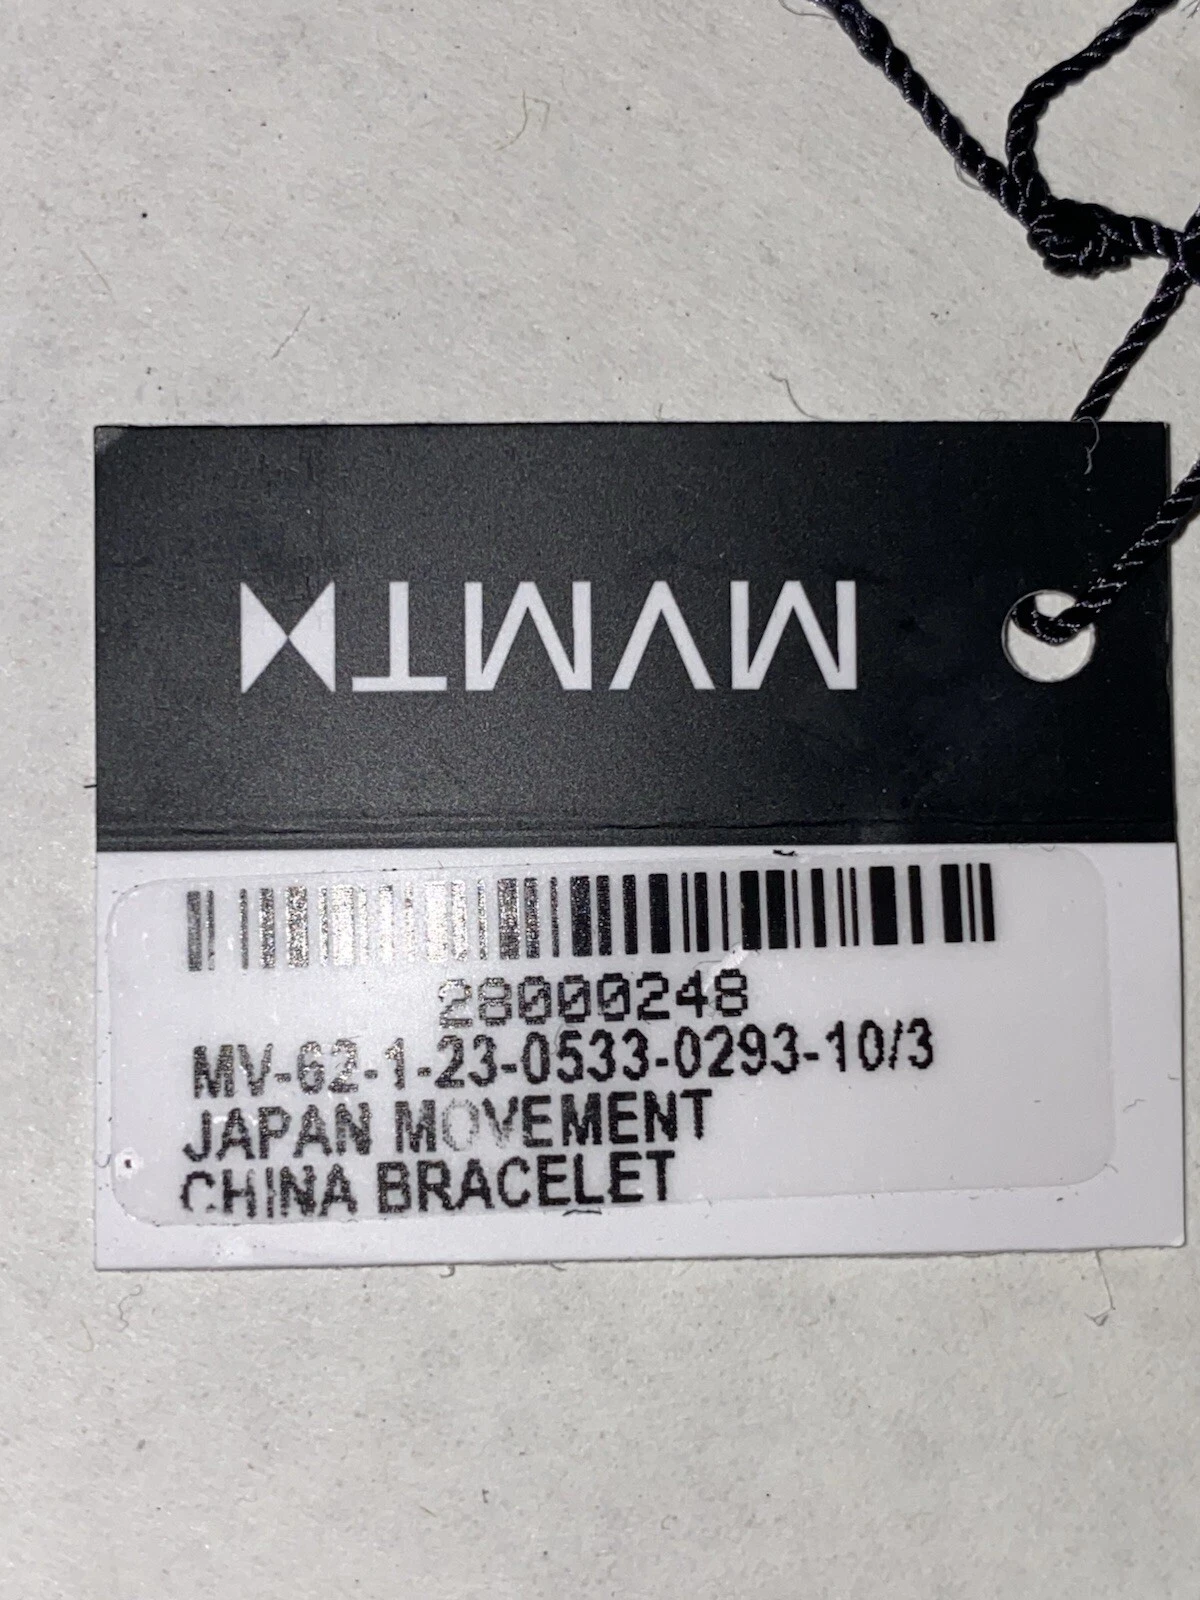 MVMT
28000248
MV-62-1-23-0533-0293-10/3
JAPAN MOVEMENT
CHINA BRACELET